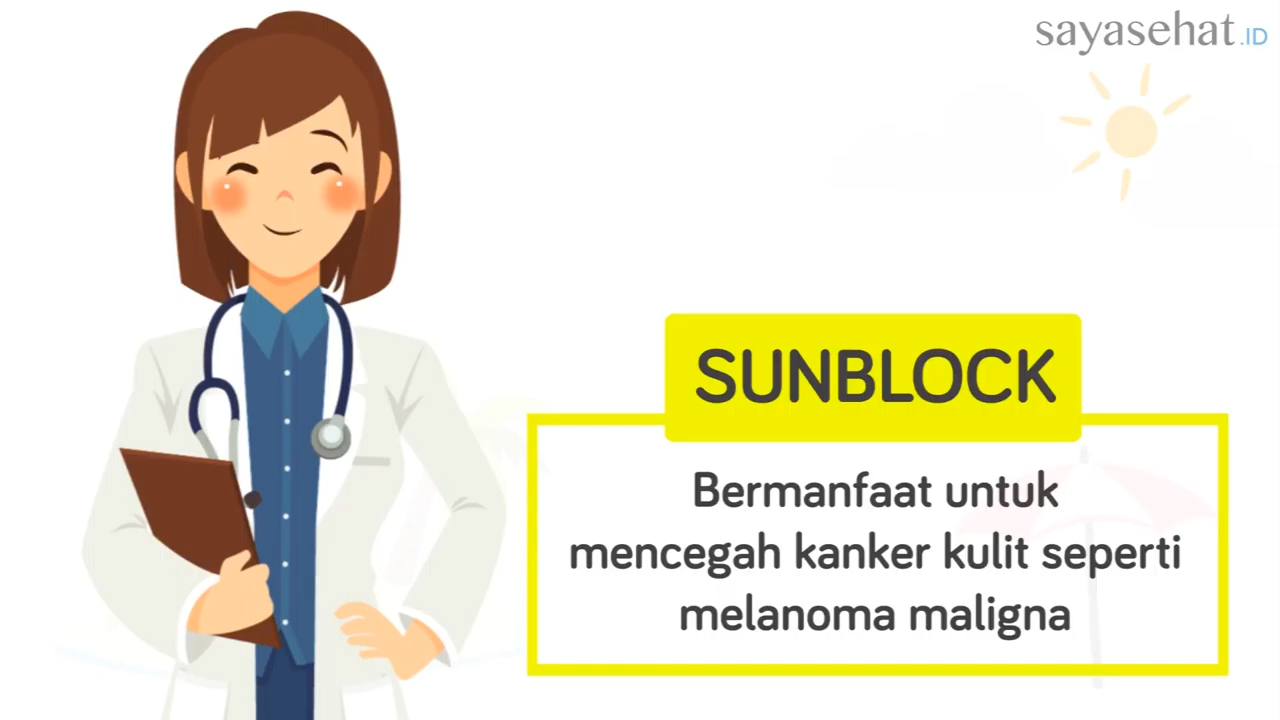 sayasehat.ID
SUNBLOCK
Bermanfaat untuk
mencegah kanker kulit seperti
melanoma maligna